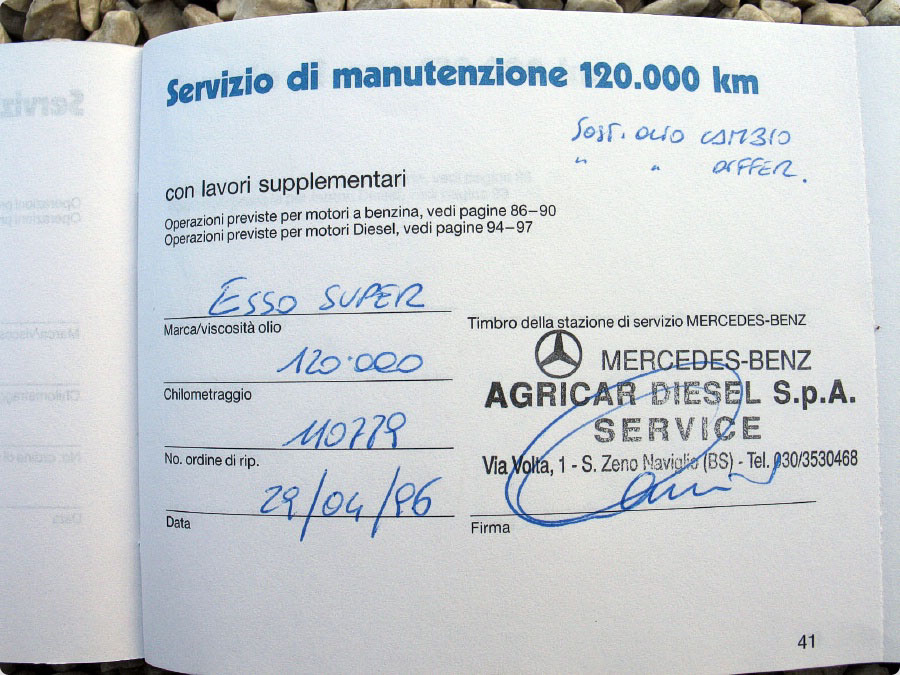 Servizio di manutenzione 120.000 km
SOST. OLIO CAMBIO
" " DIFFER.
con lavori supplementari
Operazioni previste per motori a benzina, vedi pagine 86–90
Operazioni previste per motori Diesel, vedi pagine 94–97
ESSO SUPER
Marca/viscosità olio
120.000
Chilometraggio
110779
No. ordine di rip.
29/04/96
Data
Timbro della stazione di servizio MERCEDES-BENZ
MERCEDES-BENZ
AGRICAR DIESEL S.p.A.
SERVICE
Via Volta, 1 - S. Zeno Naviglio (BS) - Tel. 030/3530468
Firma
41